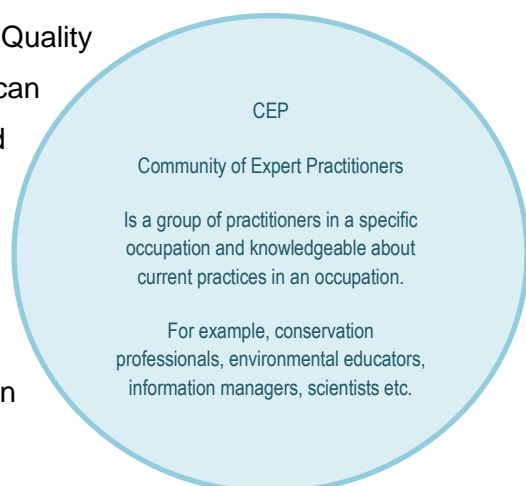 Quality
can
CEP
Community of Expert Practitioners
Is a group of practitioners in a specific
occupation and knowledgeable about
current practices in an occupation.
For example, conservation
professionals, environmental educators,
information managers, scientists etc.